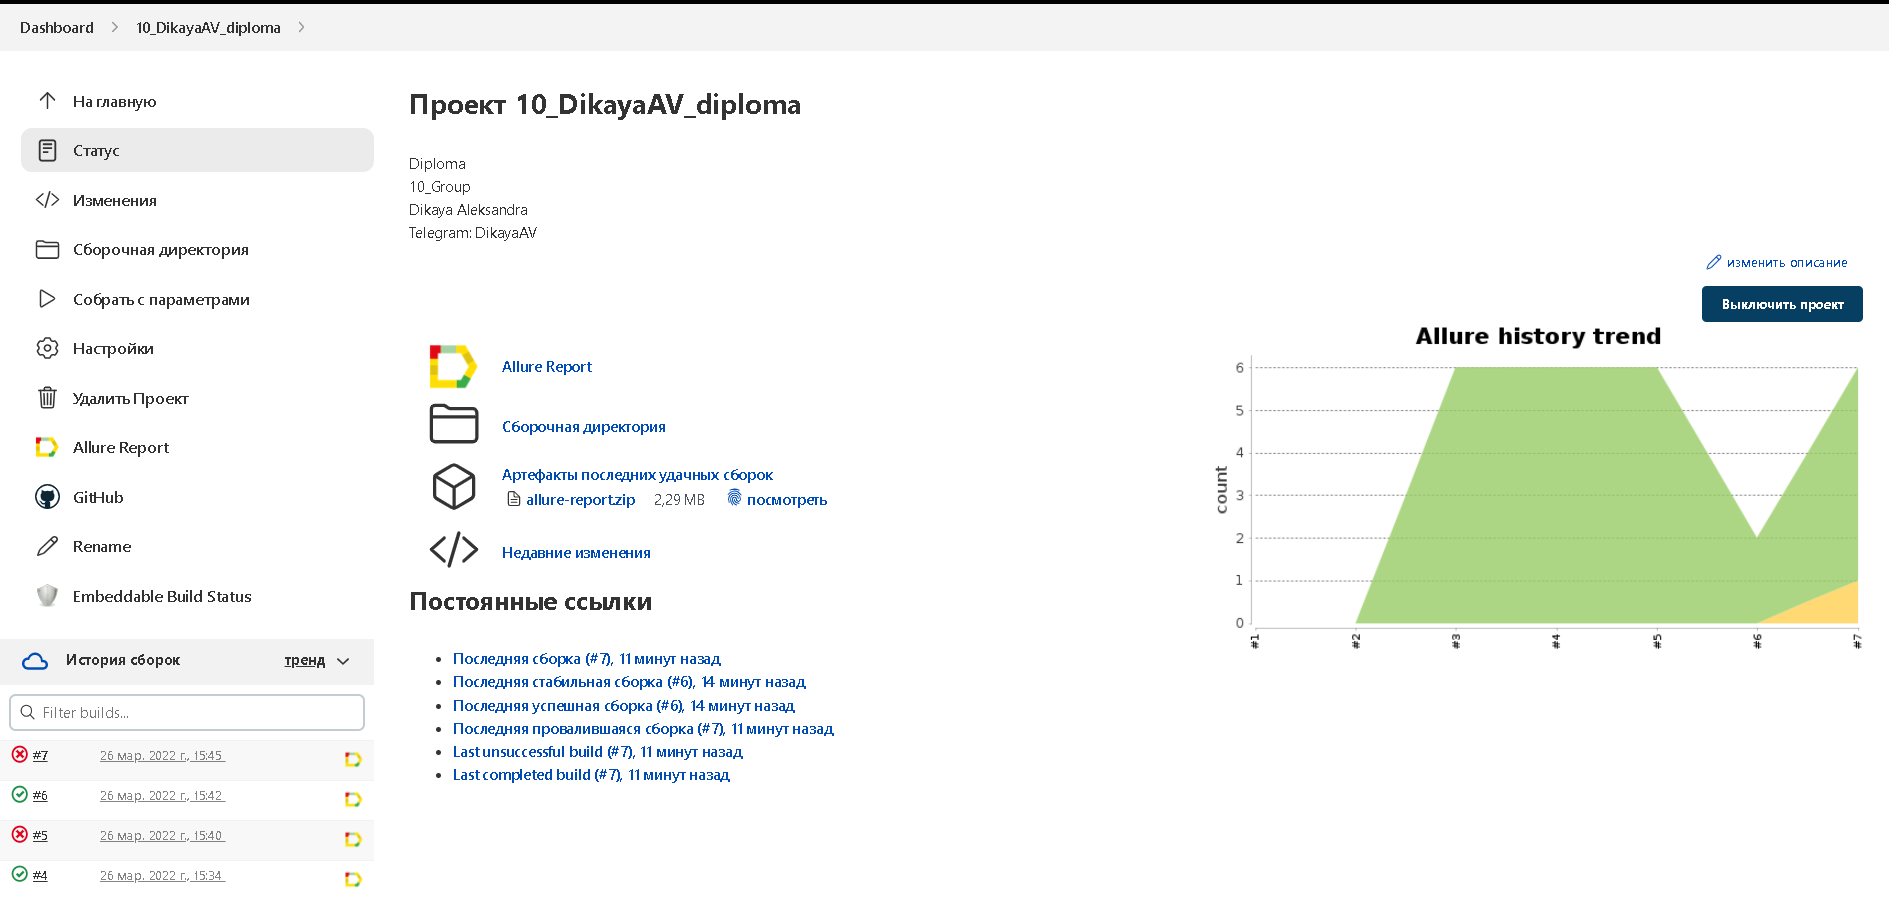 Dashboard
10_DikayaAV_diploma
На главную
Статус
Изменения
Сборочная директория
Собрать с параметрами
Настройки
Удалить Проект
Allure Report
GitHub
Rename
Embeddable Build Status
История сборок
тренд
Filter builds...
#7 26 мар. 2022 г., 15:45
#6 26 мар. 2022 г., 15:42
#5 26 мар. 2022 г., 15:40
#4 26 мар. 2022 г., 15:34
Проект 10_DikayaAV_diploma
Diploma
10_Group
Dikaya Aleksandra
Telegram: DikayaAV
изменить описание
Выключить проект
Allure Report
Сборочная директория
Артефакты последних удачных сборок
allure-report.zip 2,29 MB посмотреть
Недавние изменения
Постоянные ссылки
Последняя сборка (#7), 11 минут назад
Последняя стабильная сборка (#6), 14 минут назад
Последняя успешная сборка (#6), 14 минут назад
Последняя провалившаяся сборка (#7), 11 минут назад
Last unsuccessful build (#7), 11 минут назад
Last completed build (#7), 11 минут назад
Allure history trend
count
6
5
4
3
2
1
0
#1 #2 #3 #4 #5 #6 #7